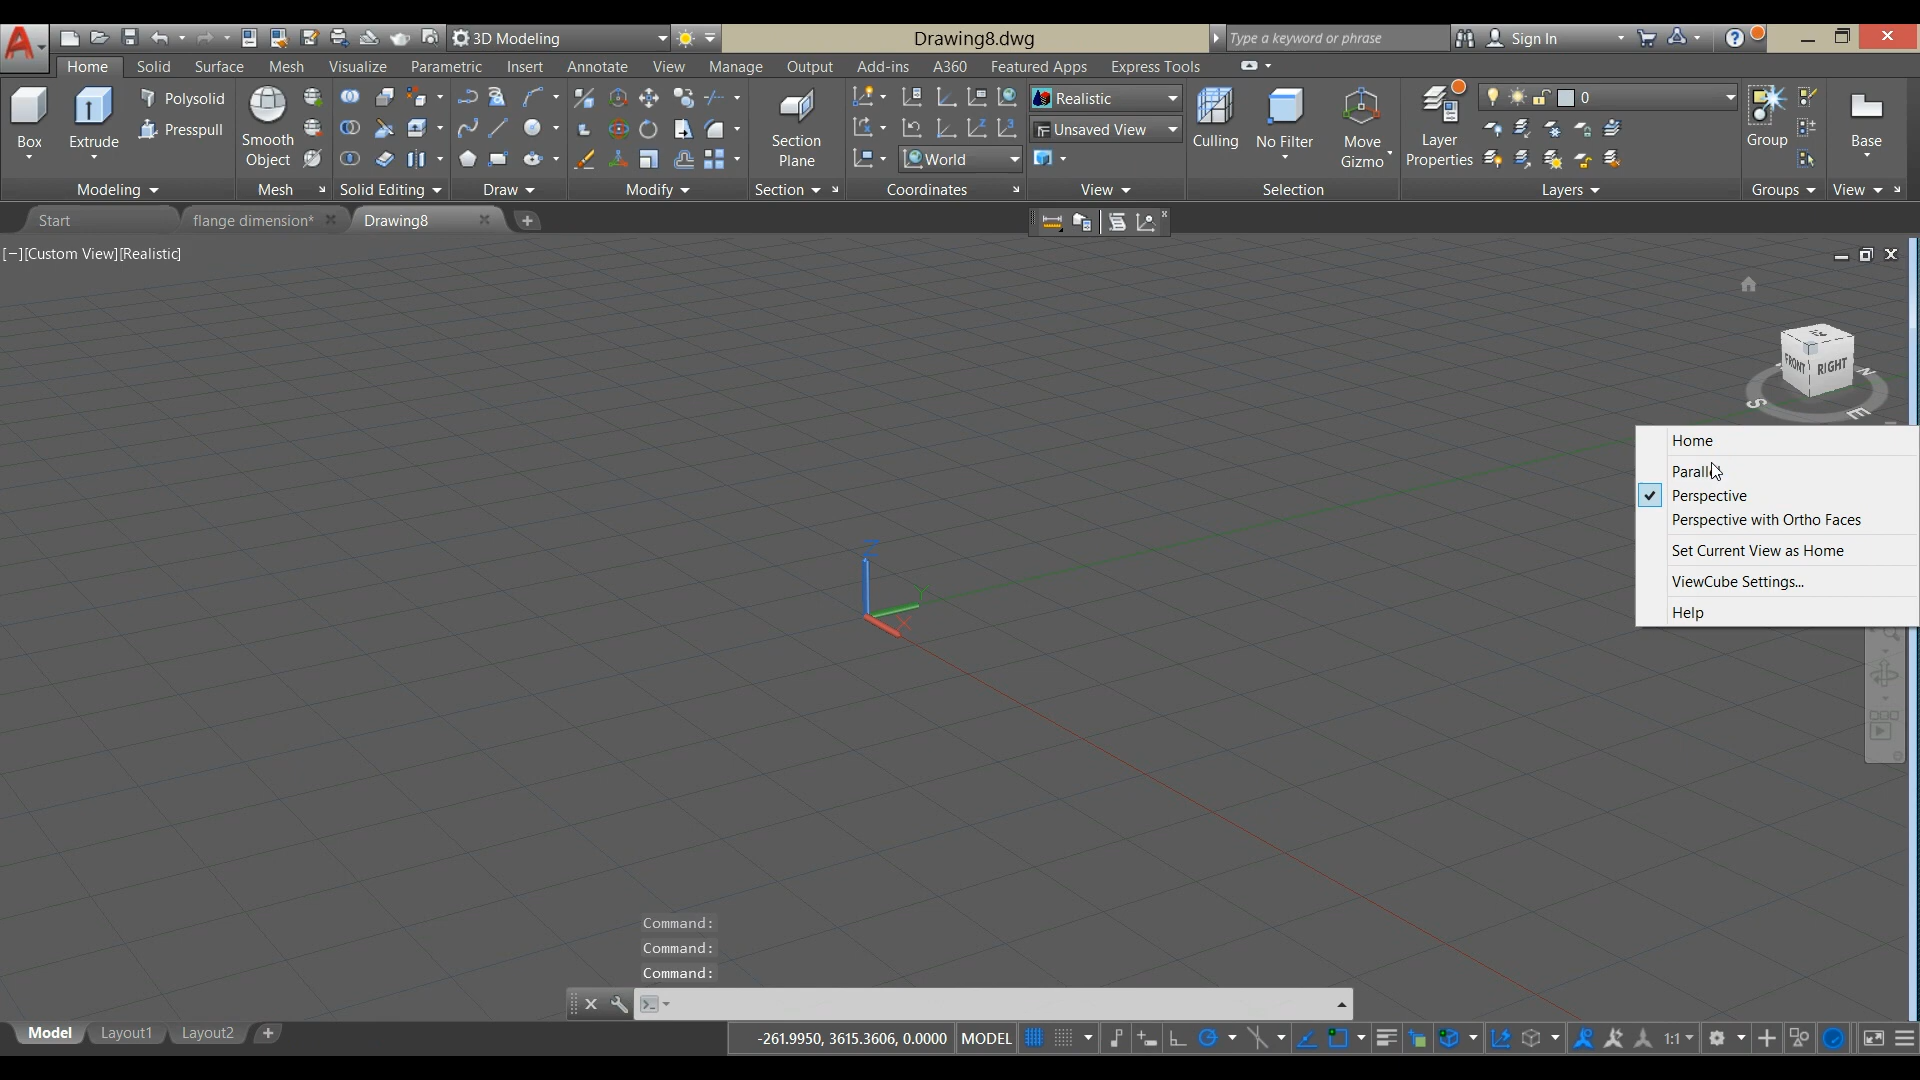 3D Modeling
Drawing8.dwg
Type a keyword or phrase
Sign In
Home Solid Surface Mesh Visualize Parametric Insert Annotate View Manage Output Add-ins A360 Featured Apps Express Tools
Box
Extrude
Polysolid
Presspull
Modeling
Smooth
Object
Mesh
Solid Editing
Draw
Modify
Section
Plane
Section
World
Coordinates
Realistic
Unsaved View
View
Culling
No Filter
Move
Gizmo
Selection
Layer
Properties
0
Layers
Group
Groups
Base
View
Start
flange dimension*
Drawing8
[−][Custom View][Realistic]
FRONT
RIGHT
N
S
E
Home
Parall
Perspective
Perspective with Ortho Faces
Set Current View as Home
ViewCube Settings...
Help
Z
Y
X
Command:
Command:
Command:
Model Layout1 Layout2
-261.9950, 3615.3606, 0.0000
MODEL
1:1